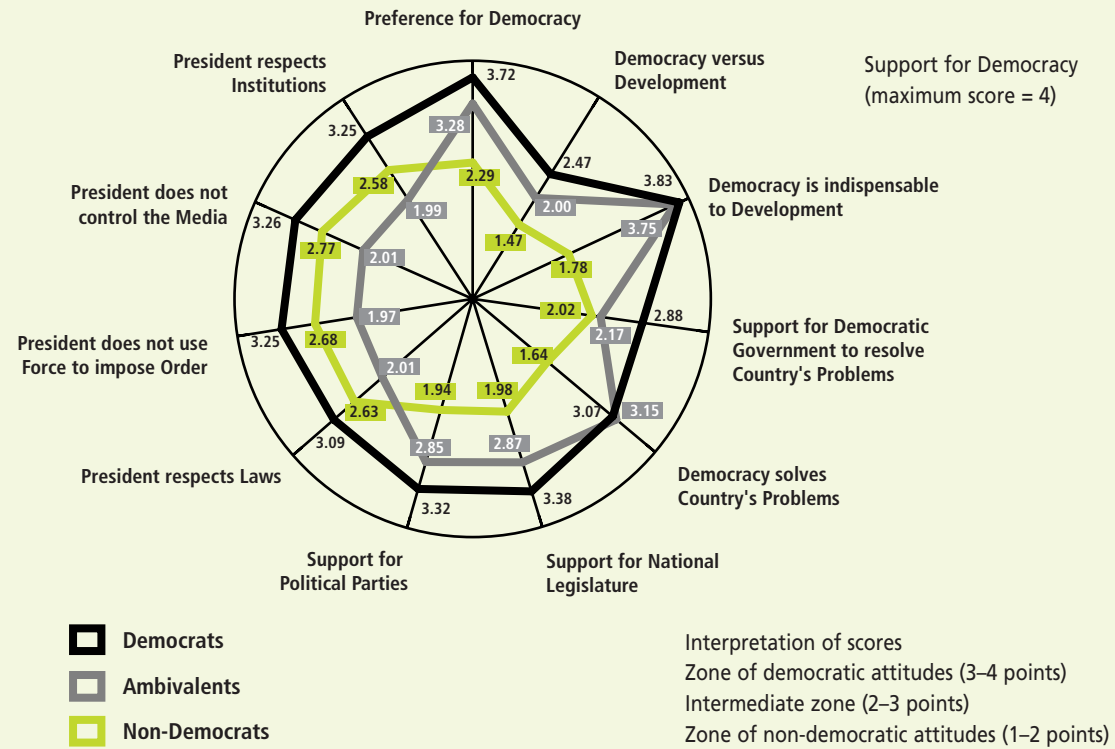 Preference for Democracy
President respects
Institutions
Democracy versus
Development
Support for Democracy
(maximum score = 4)
3.72
3.28
3.25
2.58
2.29
2.47
1.99
2.00
1.47
President does not
control the Media
3.83
Democracy is indispensable
to Development
3.26
2.77
2.01
3.75
1.78
President does not use
Force to impose Order
3.25
2.68
1.97
2.02
2.17
2.88
Support for Democratic
Government to resolve
Country's Problems
2.01
1.64
2.63
1.94
1.98
3.07
3.15
President respects Laws
3.09
2.85
2.87
Democracy solves
Country's Problems
3.32
3.38
Support for
Political Parties
Support for National
Legislature
Democrats
Ambivalents
Non-Democrats
Interpretation of scores
Zone of democratic attitudes (3–4 points)
Intermediate zone (2–3 points)
Zone of non-democratic attitudes (1–2 points)